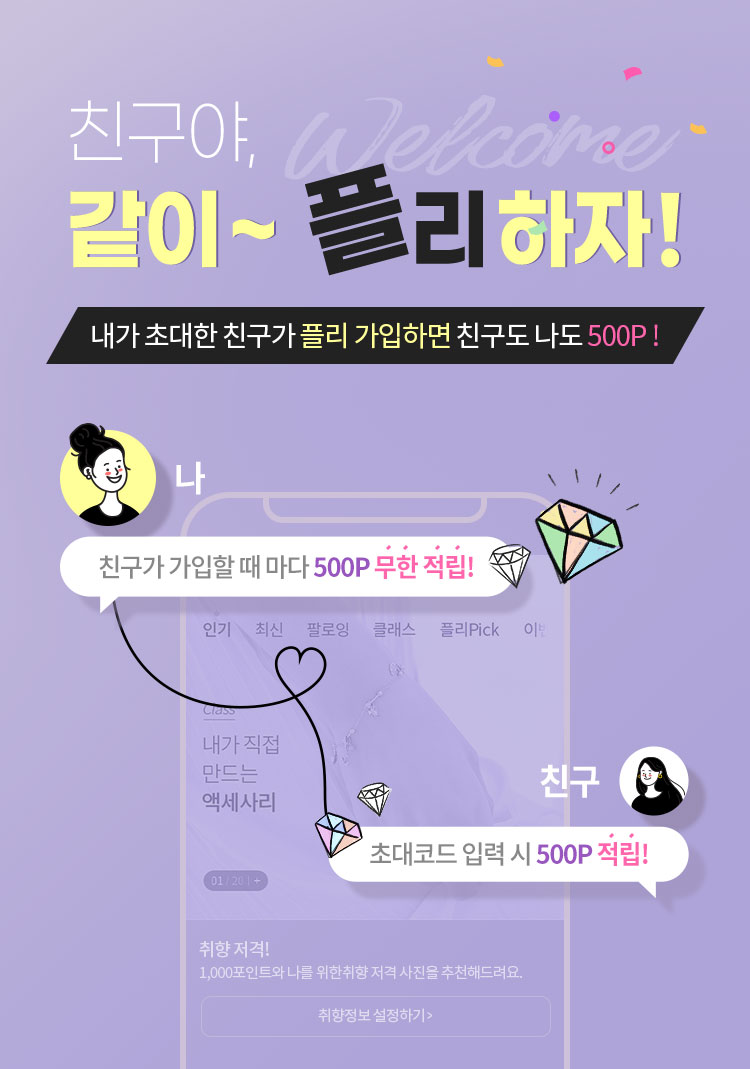 친구야,
Welcome
같이~ 플리하자!
내가 초대한 친구가 플리 가입하면 친구도 나도 500P !
나
친구가 가입할 때 마다 500P 무한 적립!
인기 최신 팔로잉 클래스 플리Pick
Class
내가 직접
만드는
액세사리
친구
초대코드 입력 시 500P 적립!
01 / 20 | +
취향 저격!
1,000포인트와 나를 위한취향 저격 사진을 추천해드려요.
취향정보 설정하기>